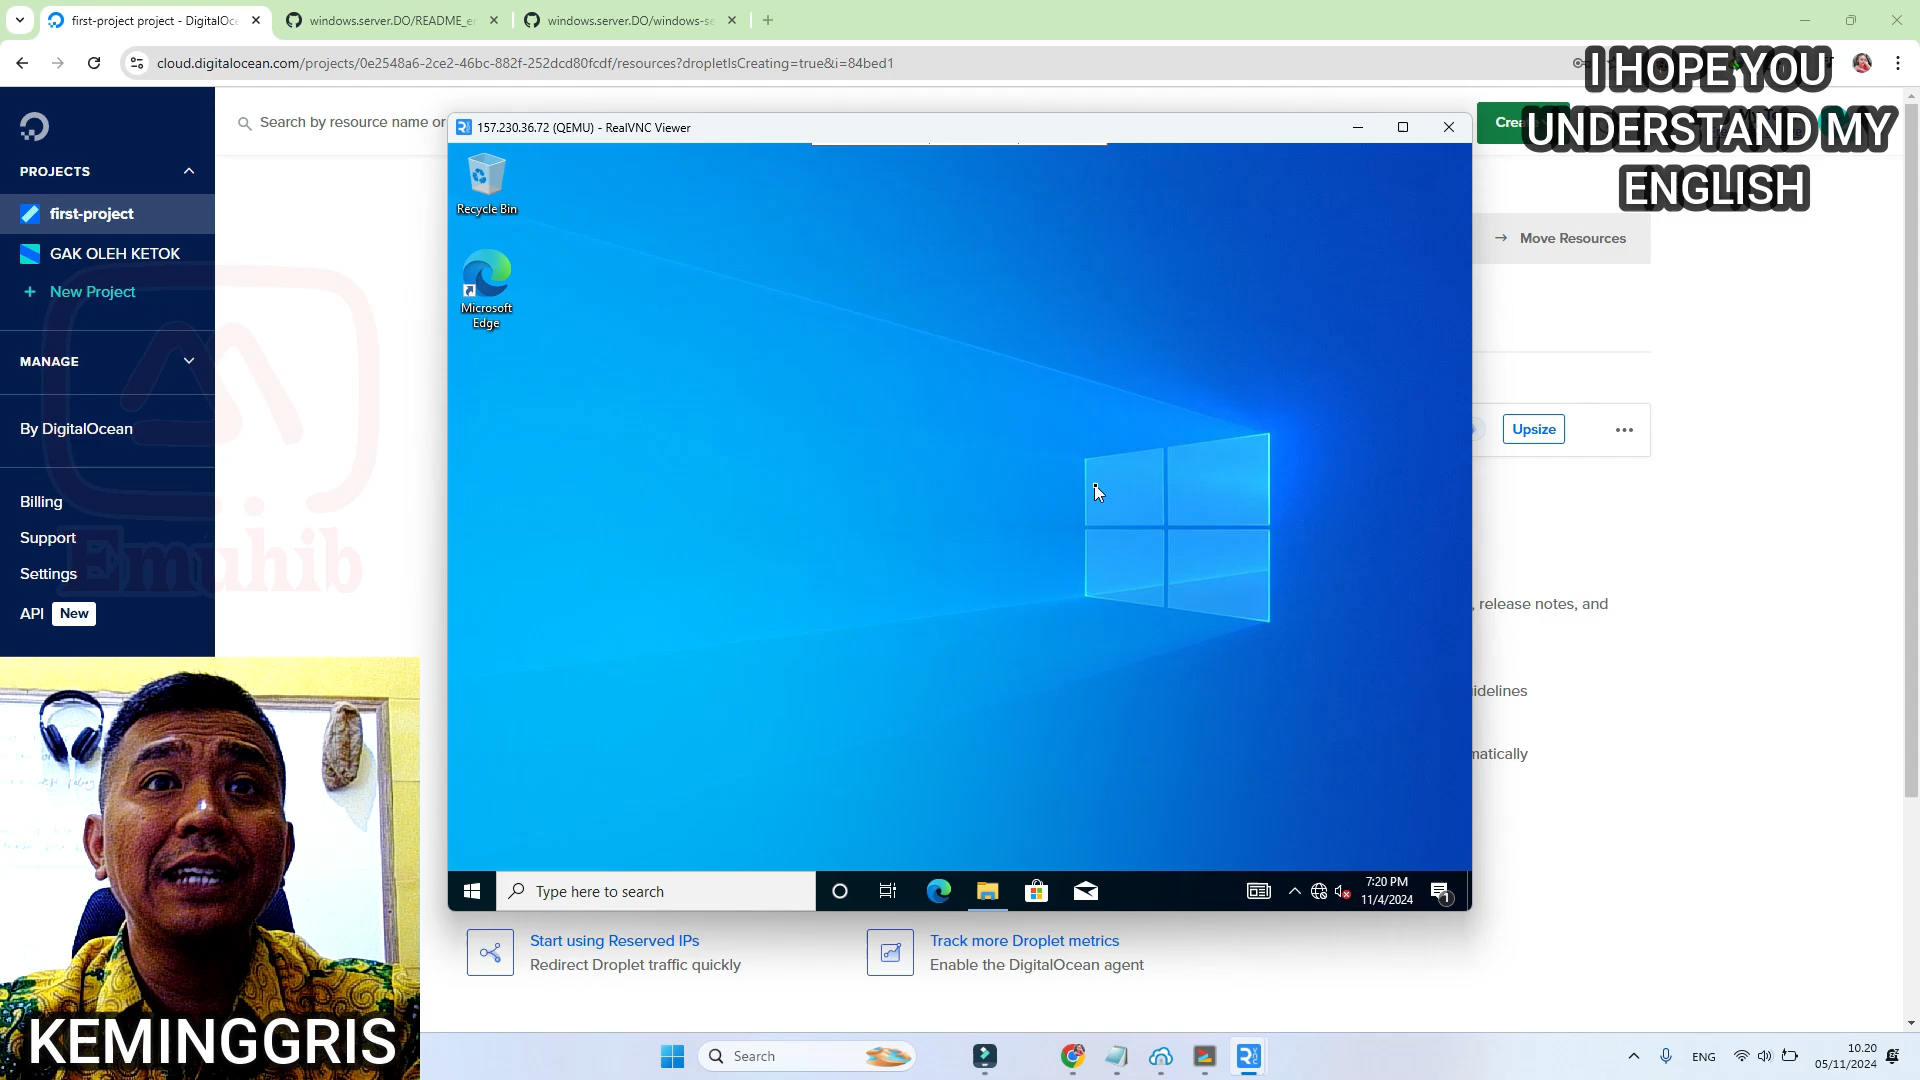 first-project project - DigitalOce
windows.server.DO/README_e
windows.server.DO/windows-se
cloud.digitalocean.com/projects/0e2548a6-2ce2-46bc-882f-252dcd80fcdf/resources?dropletIsCreating=true&i=84bed1
I HOPE YOU
UNDERSTAND MY
ENGLISH
Search by resource name or
157.230.36.72 (QEMU) - RealVNC Viewer
PROJECTS
first-project
GAK OLEH KETOK
+ New Project
MANAGE
By DigitalOcean
Billing
Support
Settings
API New
Emuhib
Recycle Bin
Microsoft
Edge
→ Move Resources
Upsize
, release notes, and
idelines
matically
Type here to search
7:20 PM
11/4/2024
1
Start using Reserved IPs
Redirect Droplet traffic quickly
Track more Droplet metrics
Enable the DigitalOcean agent
KEMINGGRIS
Search
ENG
10.20
05/11/2024